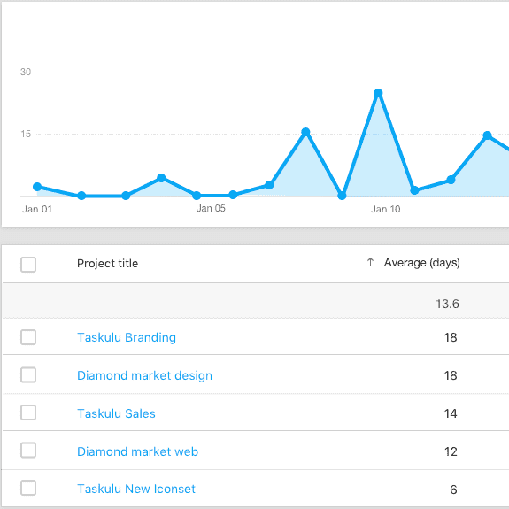 30
15
Jan 01 Jan 05 Jan 10
Project title ↑ Average (days)
13.6
Taskulu Branding 18
Diamond market design 18
Taskulu Sales 14
Diamond market web 12
Taskulu New Iconset 6